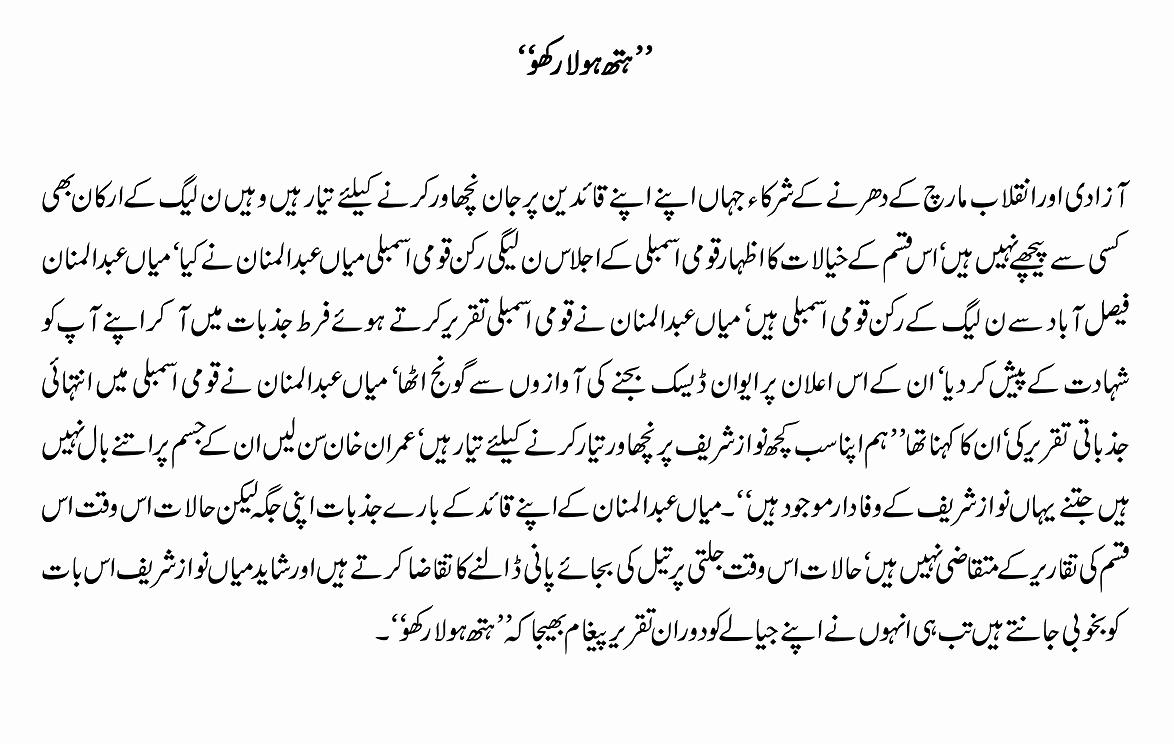 ’’ہتھ ہولا رکھو‘‘
آزادی اور انقلاب مارچ کے دھرنے کے شرکاء جہاں اپنے اپنے قائدین پر جان نچھاور کرنے کیلئے تیار ہیں وہیں ن لیگ کے ارکان بھی
کسی سے پیچھے نہیں ہیں‘ اس قسم کے خیالات کا اظہار قومی اسمبلی کے اجلاس ن لیگی رکن قومی اسمبلی میاں عبدالمنان نے کیا‘ میاں عبدالمنان
فیصل آباد سے ن لیگ کے رکن قومی اسمبلی ہیں‘ میاں عبدالمنان نے قومی اسمبلی تقریر کرتے ہوئے فرط جذبات میں آ کر اپنے آپ کو
شہادت کے پیش کر دیا‘ ان کے اس اعلان پر ایوان ڈیسک بجنے کی آوازوں سے گونج اٹھا‘ میاں عبدالمنان نے قومی اسمبلی میں انتہائی
جذباتی تقریر کی‘ ان کا کہنا تھا ’’ہم اپنا سب کچھ نواز شریف پر نچھاور تیار کرنے کیلئے تیار ہیں‘ عمران خان سن لیں ان کے جسم پر اتنے بال نہیں
ہیں جتنے یہاں نواز شریف کے وفادار موجود ہیں‘‘۔ میاں عبدالمنان کے اپنے قائد کے بارے جذبات اپنی جگہ لیکن حالات اس وقت اس
قسم کی تقاریر کے متقاضی نہیں ہیں‘ حالات اس وقت جلتی پر تیل کی بجائے پانی ڈالنے کا تقاضا کرتے ہیں اور شاید میاں نواز شریف اس بات
کو بخوبی جانتے ہیں تب ہی انہوں نے اپنے جیالے کو دوران تقریر پیغام بھیجا کہ ’’ہتھ ہولا رکھو‘‘۔